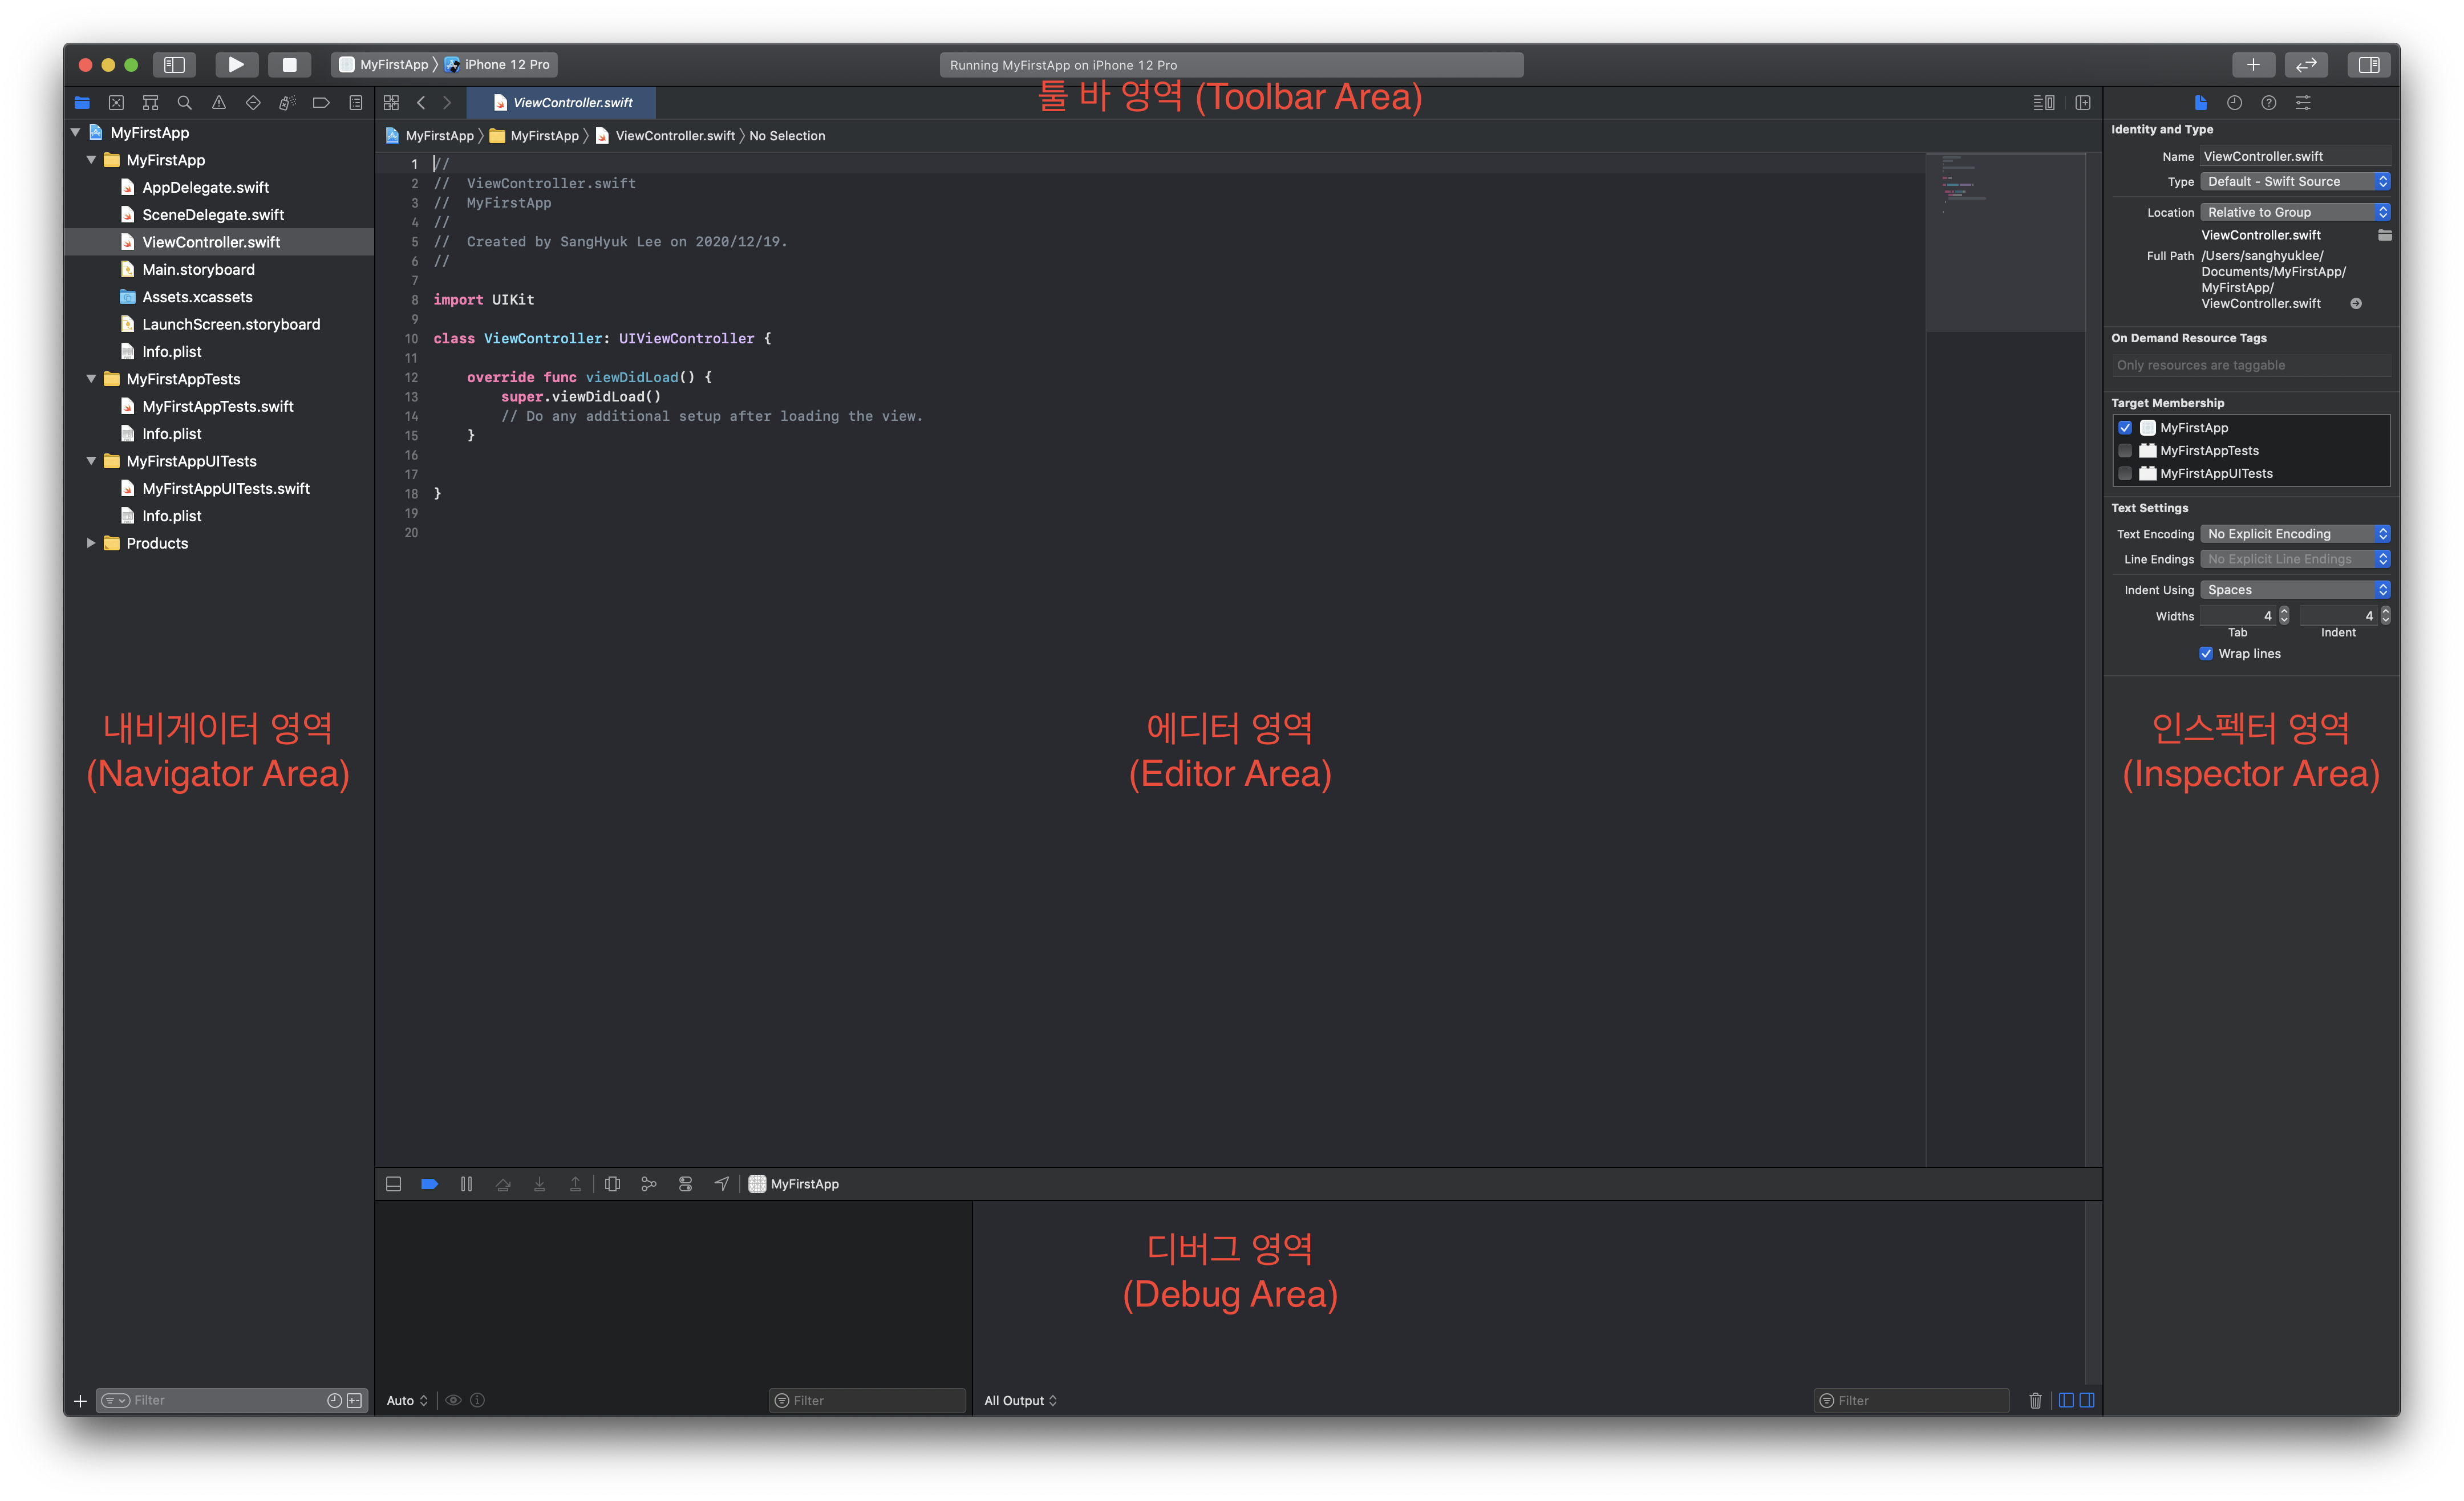 MyFirstApp 〉 iPhone 12 Pro
Running MyFirstApp on iPhone 12 Pro
ViewController.swift
툴 바 영역 (Toolbar Area)
MyFirstApp
MyFirstApp
AppDelegate.swift
SceneDelegate.swift
ViewController.swift
Main.storyboard
Assets.xcassets
LaunchScreen.storyboard
Info.plist
MyFirstAppTests
MyFirstAppTests.swift
Info.plist
MyFirstAppUITests
MyFirstAppUITests.swift
Info.plist
Products
내비게이터 영역
(Navigator Area)
Filter
MyFirstApp 〉 MyFirstApp 〉 ViewController.swift 〉 No Selection
1 //
2 //  ViewController.swift
3 //  MyFirstApp
4 //
5 //  Created by SangHyuk Lee on 2020/12/19.
6 //
7
8 import UIKit
9
10 class ViewController: UIViewController {
11
12     override func viewDidLoad() {
13         super.viewDidLoad()
14         // Do any additional setup after loading the view.
15     }
16
17
18 }
19
20
에디터 영역
(Editor Area)
MyFirstApp
디버그 영역
(Debug Area)
Auto
Filter
All Output
Filter
Identity and Type
Name ViewController.swift
Type Default - Swift Source
Location Relative to Group
ViewController.swift
Full Path /Users/sanghyuklee/
Documents/MyFirstApp/
MyFirstApp/
ViewController.swift
On Demand Resource Tags
Only resources are taggable
Target Membership
MyFirstApp
MyFirstAppTests
MyFirstAppUITests
Text Settings
Text Encoding No Explicit Encoding
Line Endings No Explicit Line Endings
Indent Using Spaces
Widths 4 4
Tab Indent
Wrap lines
인스펙터 영역
(Inspector Area)